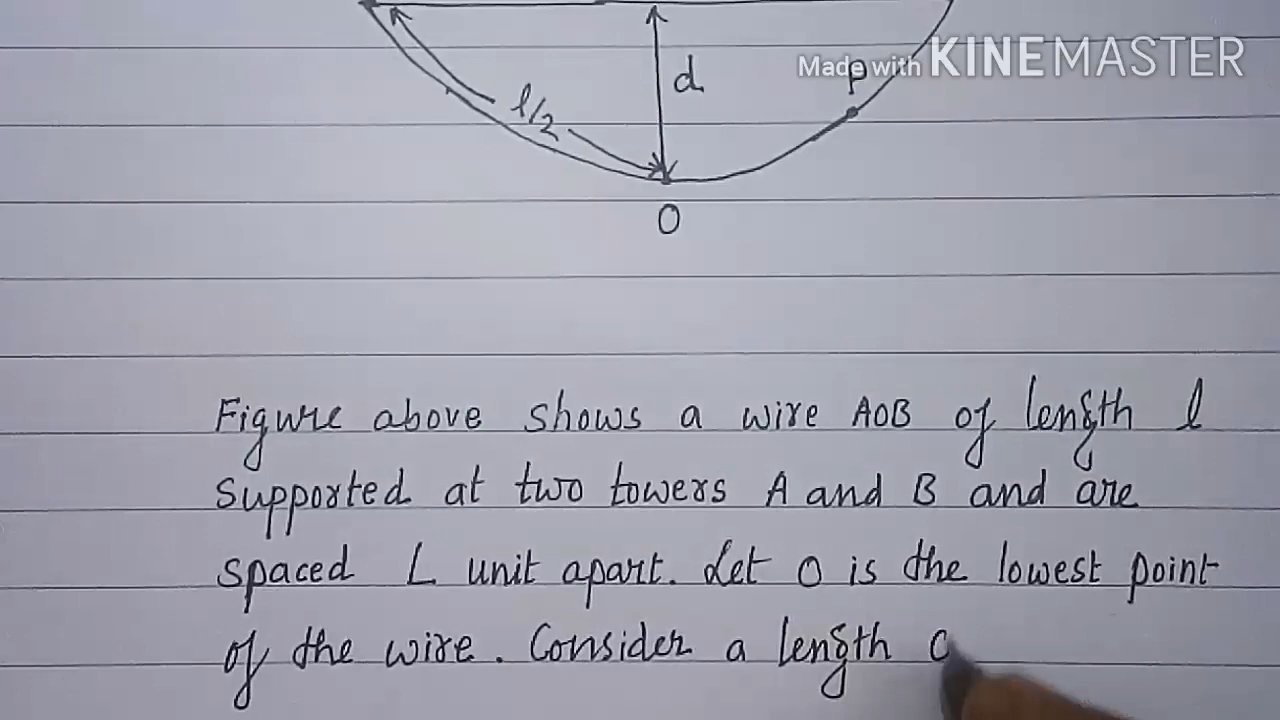 d
Made with KINEMASTER
P
l/2
O
Figure above shows a wire AOB of length l
supported at two towers A and B and are
spaced L unit apart. Let O is the lowest point
of the wire. Consider a length